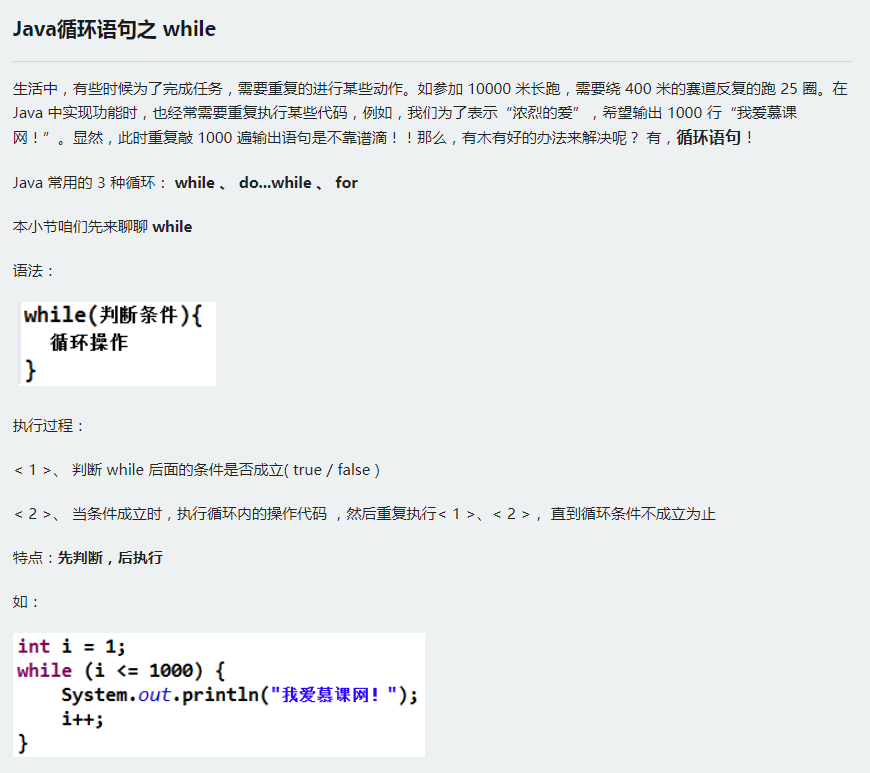 Java循环语句之 while
生活中，有些时候为了完成任务，需要重复的进行某些动作。如参加 10000 米长跑，需要绕 400 米的赛道反复的跑 25 圈。在
Java 中实现功能时，也经常需要重复执行某些代码，例如，我们为了表示“浓烈的爱”，希望输出 1000 行“我爱慕课
网！”。显然，此时重复敲 1000 遍输出语句是不靠谱滴！！那么，有木有好的办法来解决呢？ 有，循环语句！
Java 常用的 3 种循环： while 、 do...while 、 for
本小节咱们先来聊聊 while
语法：
while(判断条件){
循环操作
}
执行过程：
< 1 >、 判断 while 后面的条件是否成立( true / false )
< 2 >、 当条件成立时，执行循环内的操作代码 ，然后重复执行< 1 >、< 2 >， 直到循环条件不成立为止
特点：先判断，后执行
如：
int i = 1;
while (i <= 1000) {
System.out.println("我爱慕课网！");
i++;
}